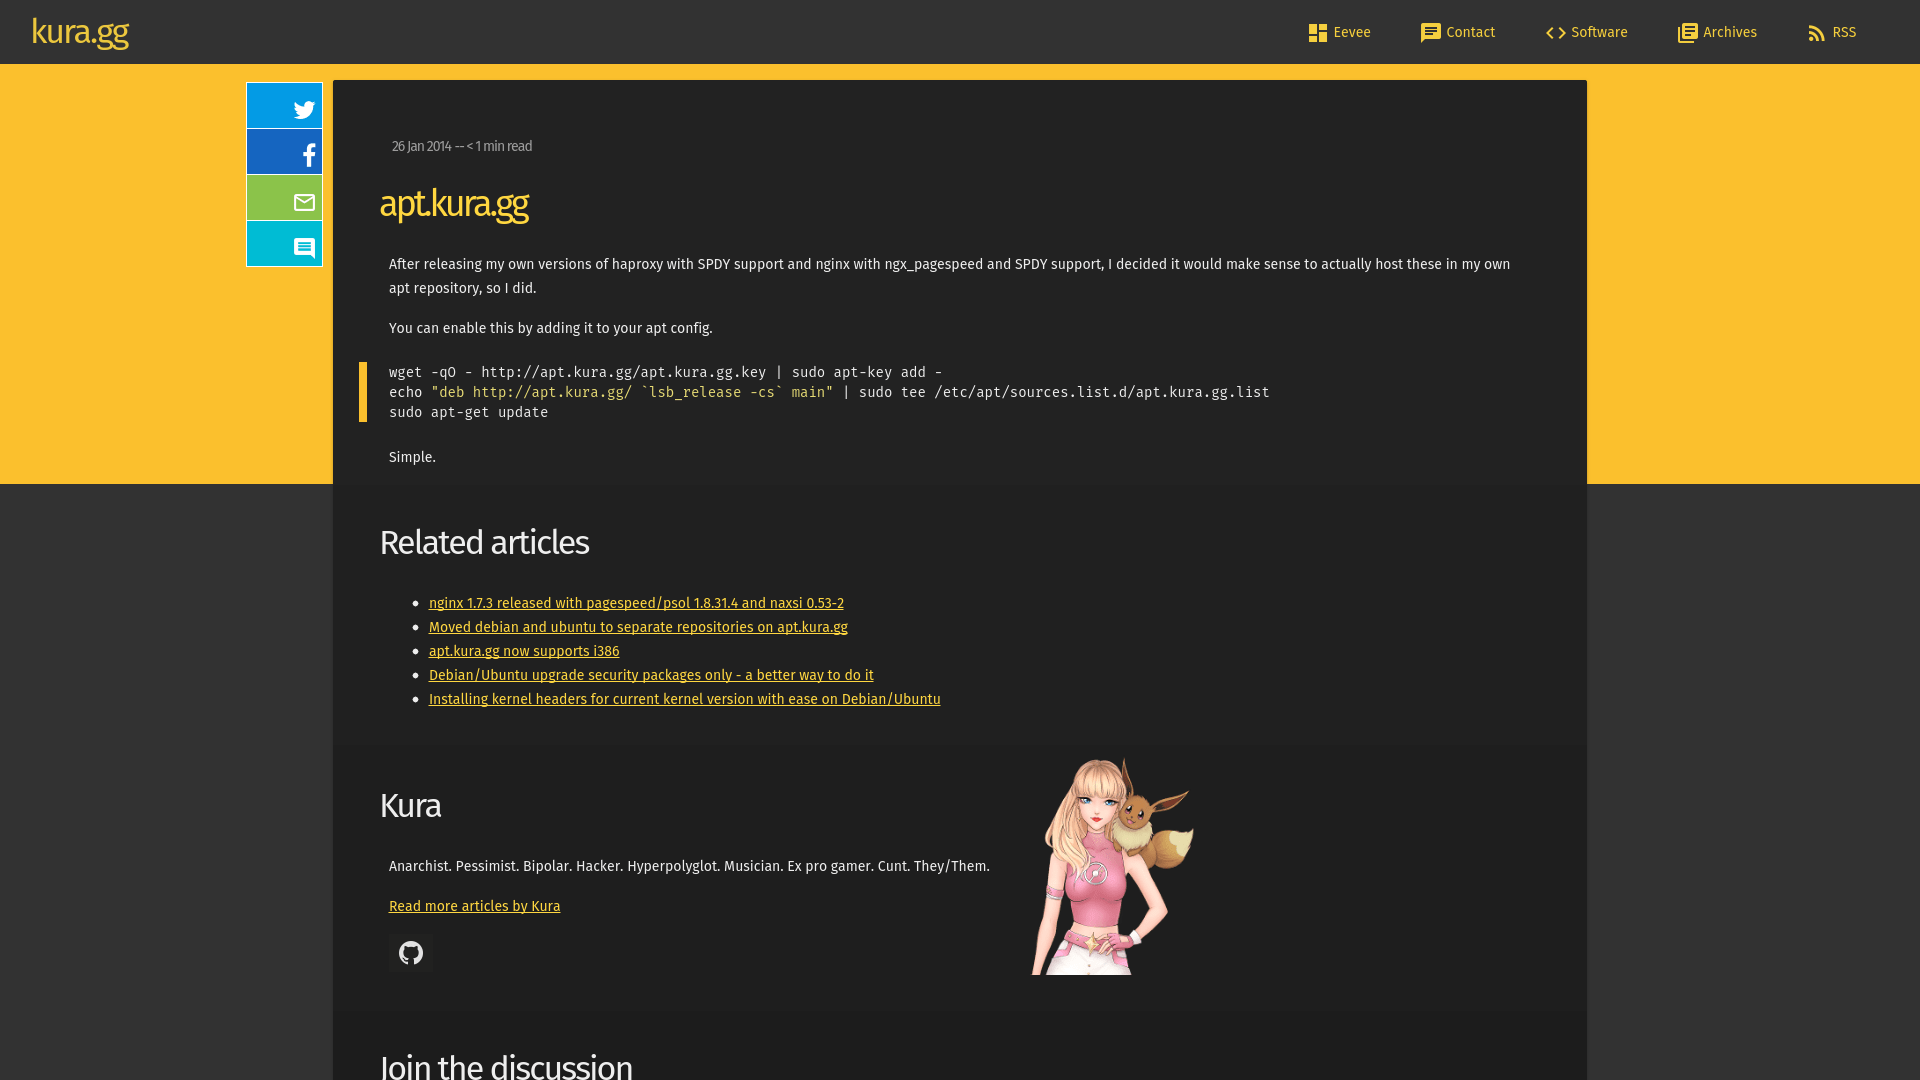 kura.gg
Eevee
Contact
Software
Archives
RSS
26 Jan 2014 -- < 1 min read
apt.kura.gg
After releasing my own versions of haproxy with SPDY support and nginx with ngx_pagespeed and SPDY support, I decided it would make sense to actually host these in my own
apt repository, so I did.
You can enable this by adding it to your apt config.
wget -qO - http://apt.kura.gg/apt.kura.gg.key | sudo apt-key add -
echo "deb http://apt.kura.gg/ `lsb_release -cs` main" | sudo tee /etc/apt/sources.list.d/apt.kura.gg.list
sudo apt-get update
Simple.
Related articles
nginx 1.7.3 released with pagespeed/psol 1.8.31.4 and naxsi 0.53-2
Moved debian and ubuntu to separate repositories on apt.kura.gg
apt.kura.gg now supports i386
Debian/Ubuntu upgrade security packages only - a better way to do it
Installing kernel headers for current kernel version with ease on Debian/Ubuntu
Kura
Anarchist. Pessimist. Bipolar. Hacker. Hyperpolyglot. Musician. Ex pro gamer. Cunt. They/Them.
Read more articles by Kura
Join the discussion